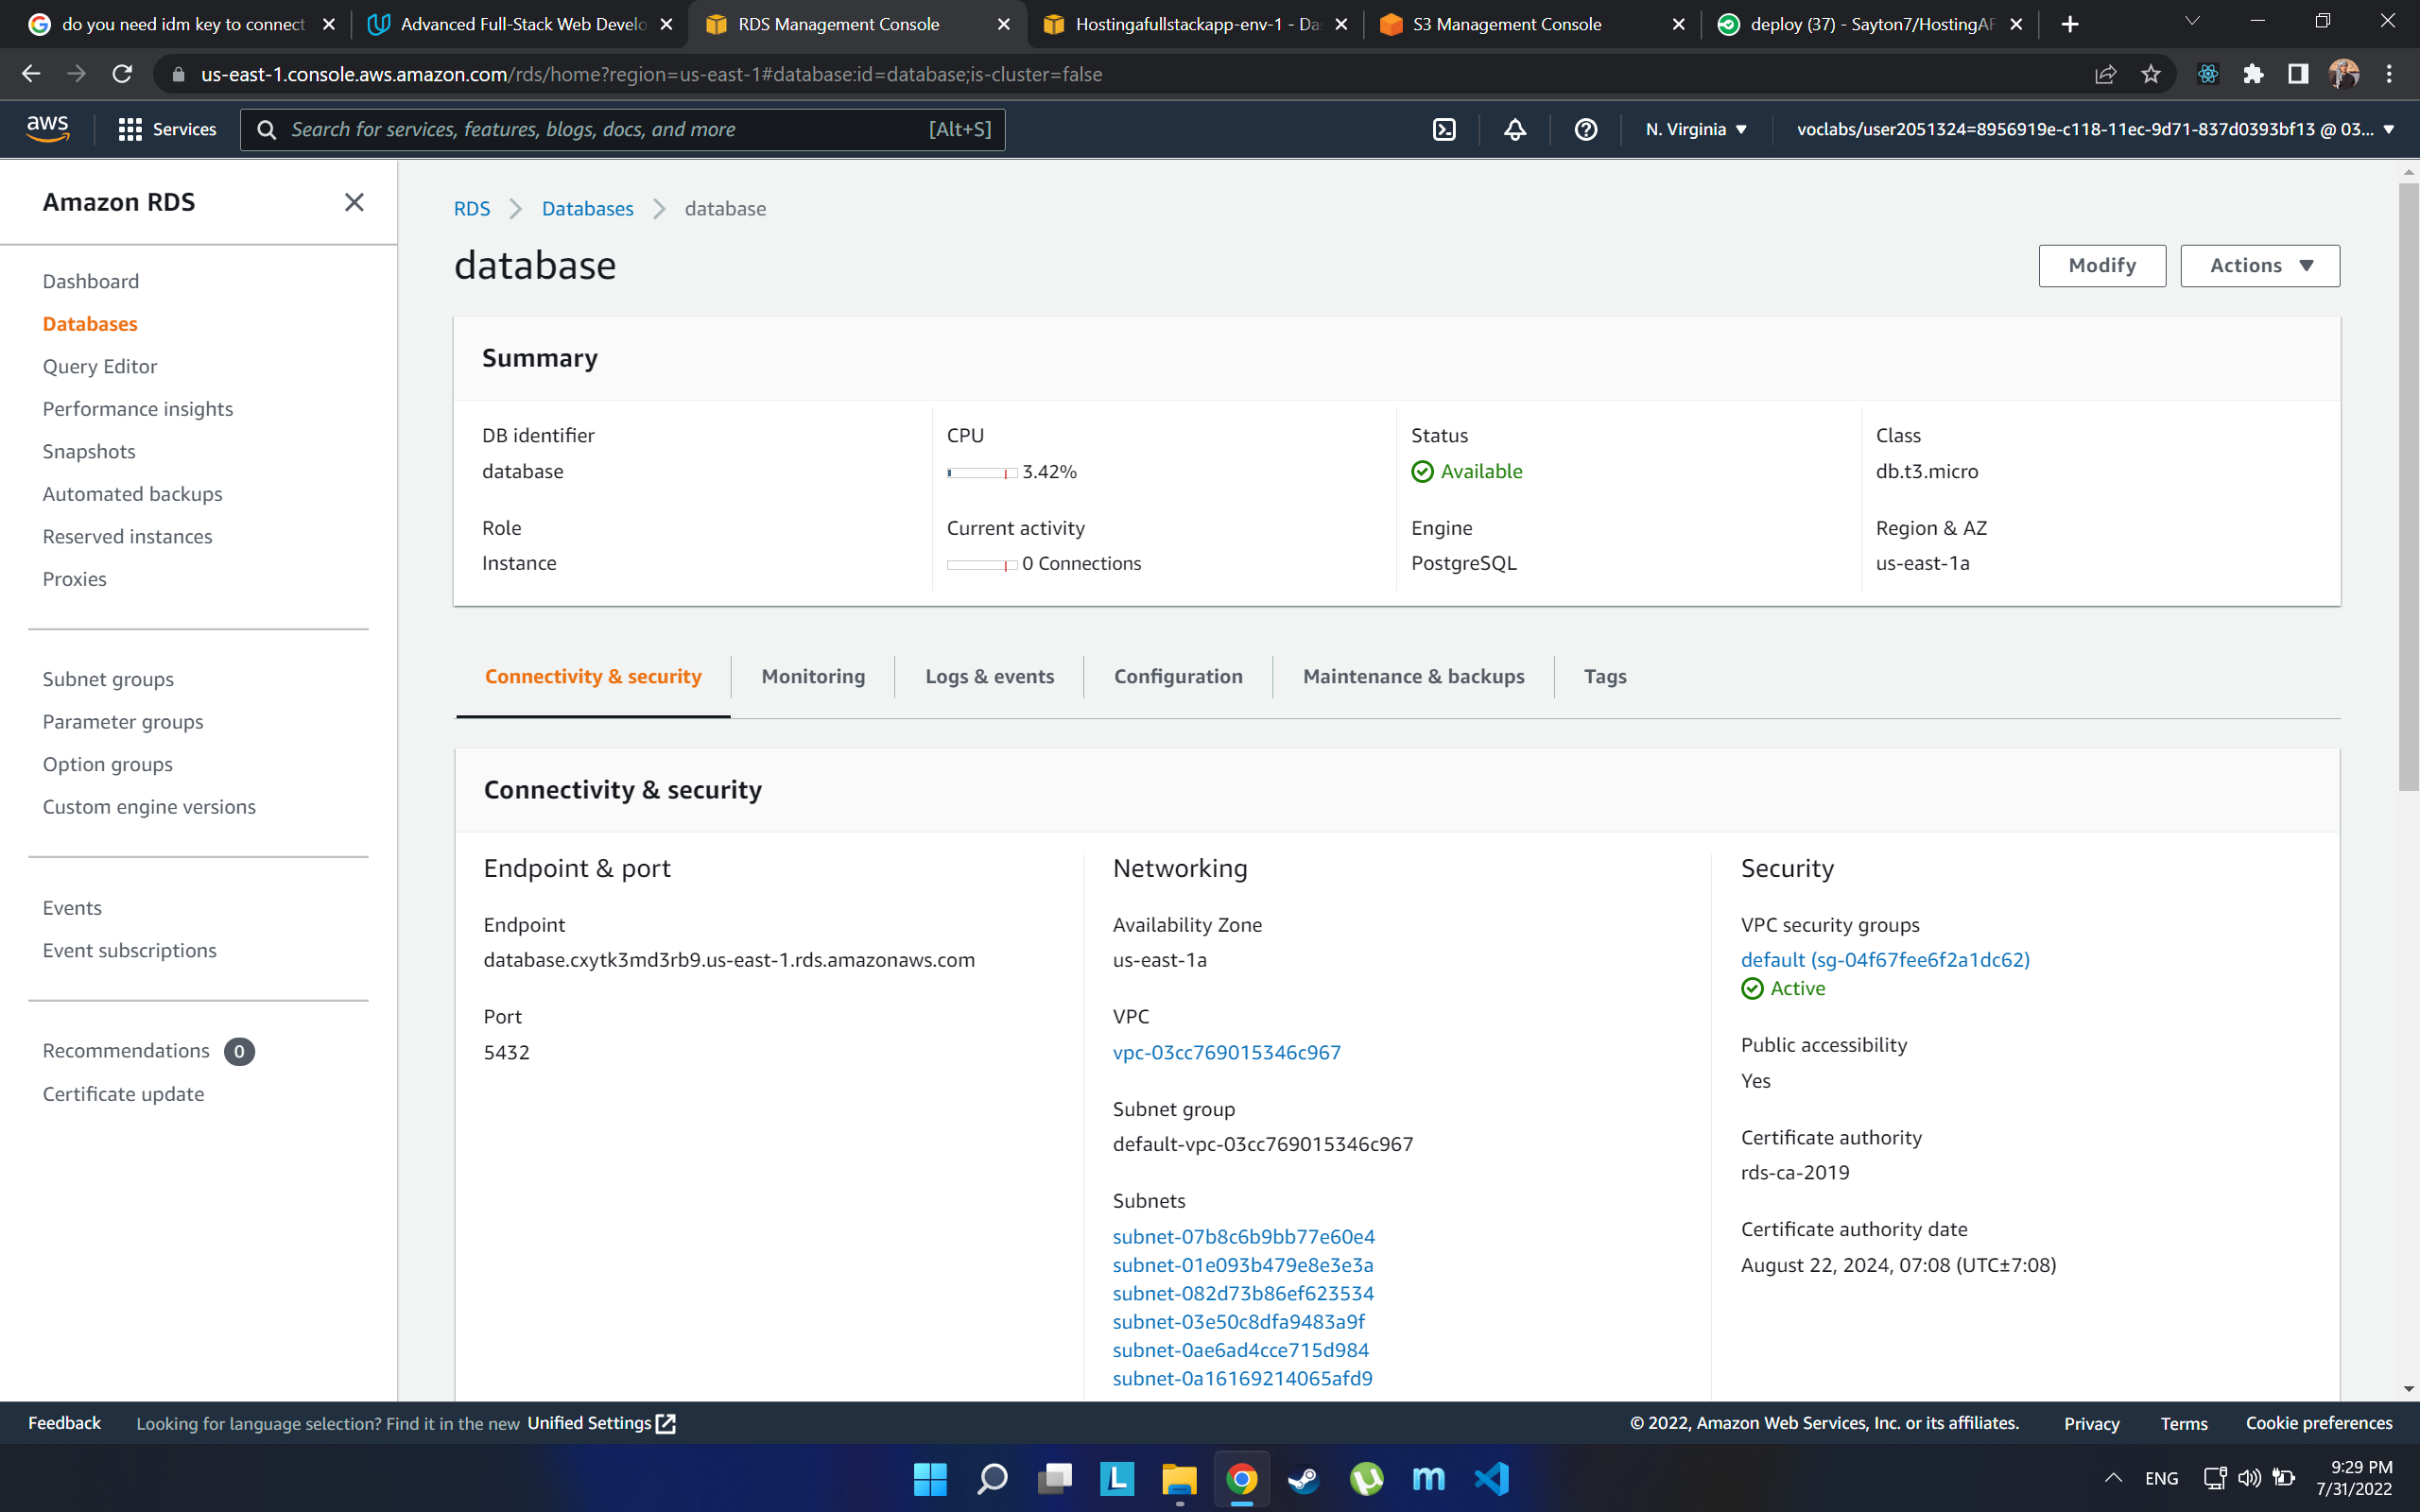 do you need idm key to connect
Advanced Full-Stack Web Develo
RDS Management Console
Hostingafullstackapp-env-1 - Da
S3 Management Console
deploy (37) - Sayton7/HostingAF
us-east-1.console.aws.amazon.com/rds/home?region=us-east-1#database:id=database;is-cluster=false
aws
Services
Search for services, features, blogs, docs, and more
[Alt+S]
N. Virginia
voclabs/user2051324=8956919e-c118-11ec-9d71-837d0393bf13 @ 03...
Amazon RDS
Dashboard
Databases
Query Editor
Performance insights
Snapshots
Automated backups
Reserved instances
Proxies
Subnet groups
Parameter groups
Option groups
Custom engine versions
Events
Event subscriptions
Recommendations 0
Certificate update
RDS
Databases
database
database
Modify
Actions
Summary
DB identifier
database
CPU
3.42%
Status
Available
Class
db.t3.micro
Role
Instance
Current activity
0 Connections
Engine
PostgreSQL
Region & AZ
us-east-1a
Connectivity & security
Monitoring
Logs & events
Configuration
Maintenance & backups
Tags
Connectivity & security
Endpoint & port
Endpoint
database.cxytk3md3rb9.us-east-1.rds.amazonaws.com
Port
5432
Networking
Availability Zone
us-east-1a
VPC
vpc-03cc769015346c967
Subnet group
default-vpc-03cc769015346c967
Subnets
subnet-07b8c6b9bb77e60e4
subnet-01e093b479e8e3e3a
subnet-082d73b86ef623534
subnet-03e50c8dfa9483a9f
subnet-0ae6ad4cce715d984
subnet-0a16169214065afd9
Security
VPC security groups
default (sg-04f67fee6f2a1dc62)
Active
Public accessibility
Yes
Certificate authority
rds-ca-2019
Certificate authority date
August 22, 2024, 07:08 (UTC±7:08)
Feedback
Looking for language selection? Find it in the new Unified Settings
© 2022, Amazon Web Services, Inc. or its affiliates.
Privacy
Terms
Cookie preferences
L
m
ENG
9:29 PM
7/31/2022